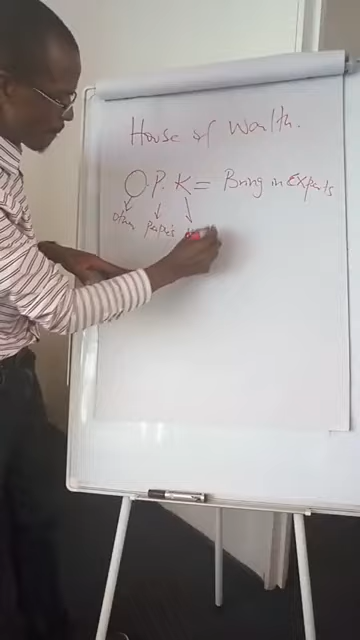 House of Wealth.
O.P.K = Bring in Experts
other people's